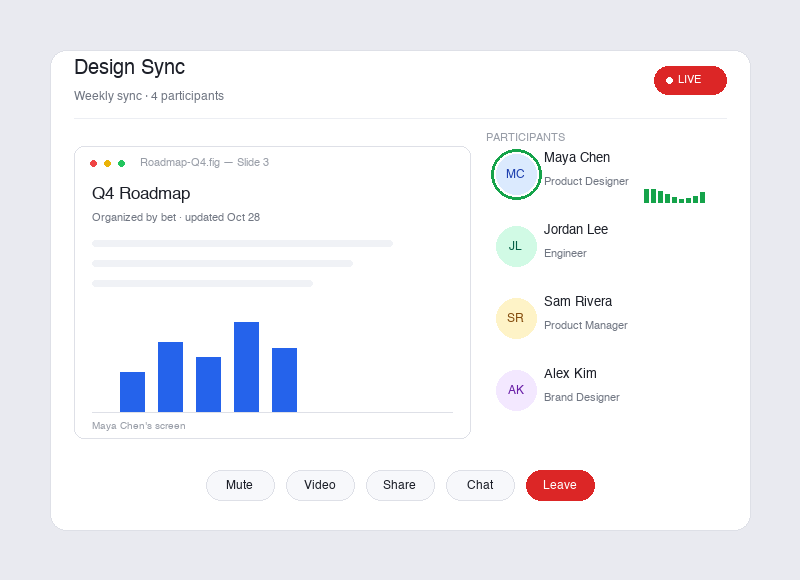 Design Sync
Weekly sync · 4 participants
LIVE
Roadmap-Q4.fig — Slide 3
Q4 Roadmap
Organized by bet · updated Oct 28
Maya Chen's screen
PARTICIPANTS
MC
Maya Chen
Product Designer
JL
Jordan Lee
Engineer
SR
Sam Rivera
Product Manager
AK
Alex Kim
Brand Designer
Mute
Video
Share
Chat
Leave